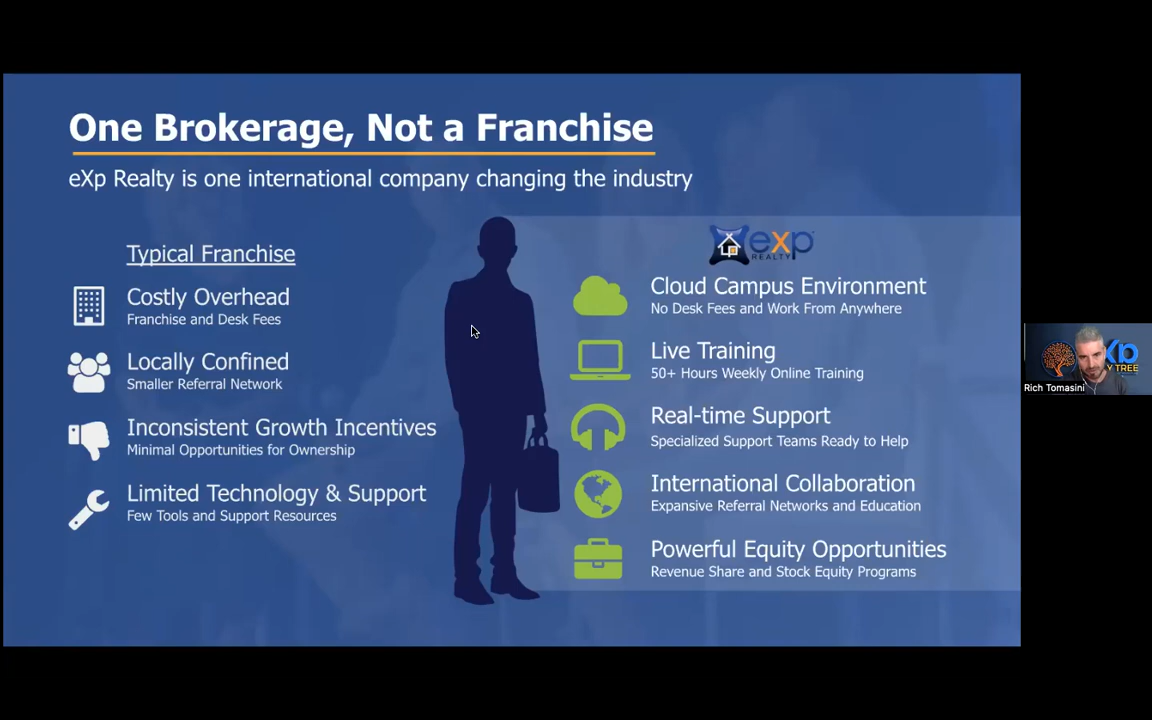 One Brokerage, Not a Franchise
eXp Realty is one international company changing the industry
Typical Franchise
Costly Overhead
Franchise and Desk Fees
Locally Confined
Smaller Referral Network
Inconsistent Growth Incentives
Minimal Opportunities for Ownership
Limited Technology & Support
Few Tools and Support Resources
eXp
REALTY
Cloud Campus Environment
No Desk Fees and Work From Anywhere
Live Training
50+ Hours Weekly Online Training
Real-time Support
Specialized Support Teams Ready to Help
International Collaboration
Expansive Referral Networks and Education
Powerful Equity Opportunities
Revenue Share and Stock Equity Programs
Xp
Y TREE
Rich Tomasini